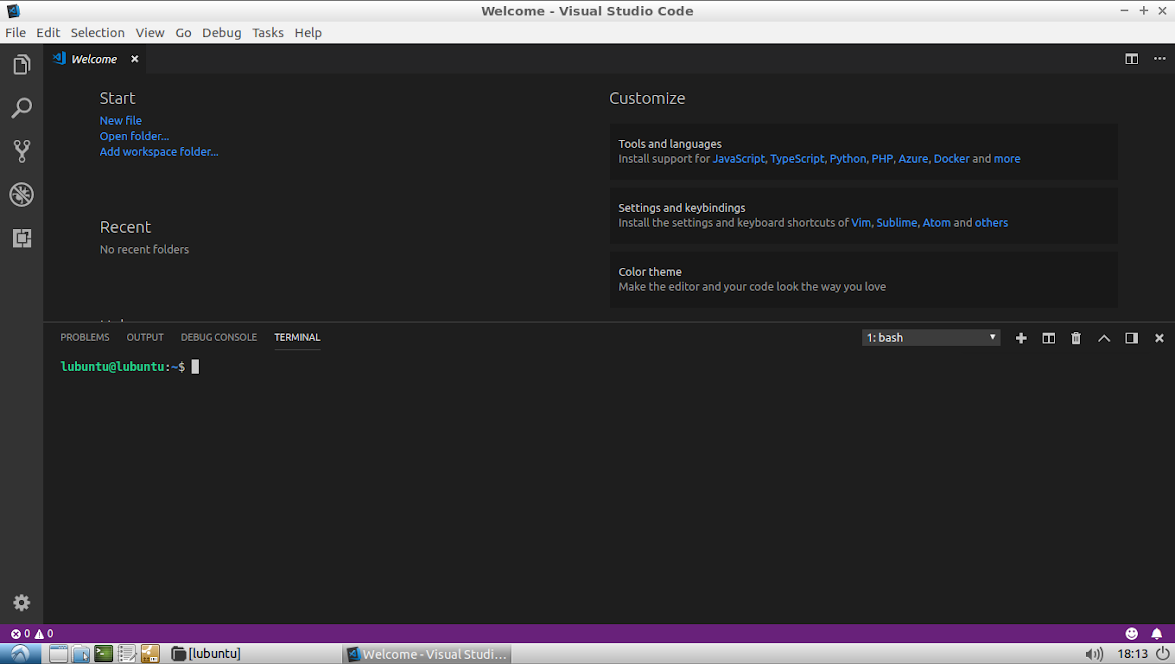 Welcome - Visual Studio Code
File Edit Selection View Go Debug Tasks Help
Welcome
Start
New file
Open folder...
Add workspace folder...
Recent
No recent folders
Customize
Tools and languages
Install support for JavaScript, TypeScript, Python, PHP, Azure, Docker and more
Settings and keybindings
Install the settings and keyboard shortcuts of Vim, Sublime, Atom and others
Color theme
Make the editor and your code look the way you love
PROBLEMS OUTPUT DEBUG CONSOLE TERMINAL 1: bash
lubuntu@lubuntu:~$
0 0
[lubuntu] Welcome - Visual Studi... 18:13